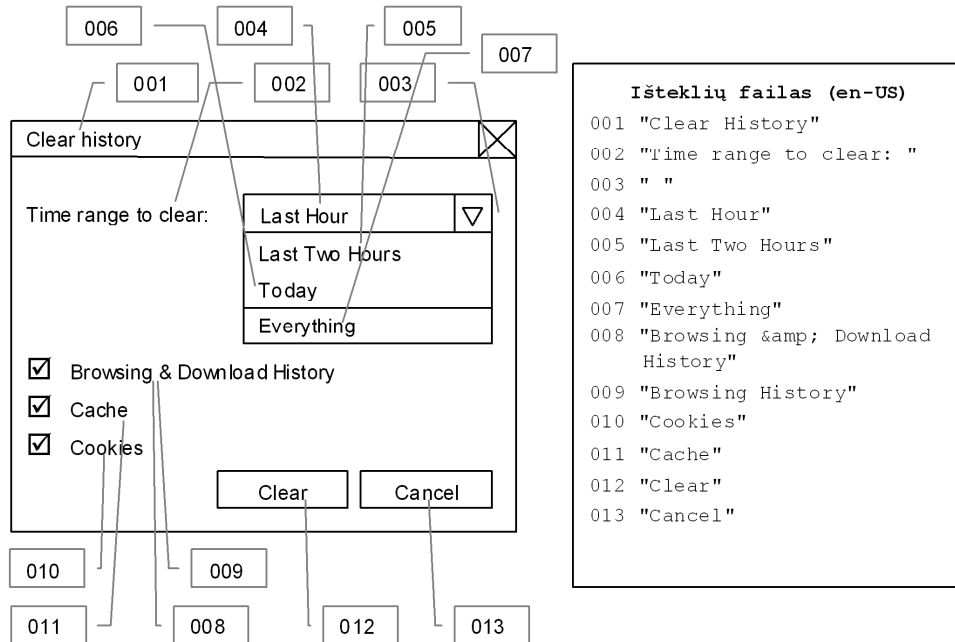 006
004
005
007
001
002
003
Clear history
Time range to clear:
Last Hour
Last Two Hours
Today
Everything
Browsing & Download History
Cache
Cookies
Clear
Cancel
010
009
011
008
012
013
Išteklių failas (en-US)
001 "Clear History"
002 "Time range to clear: "
003 " "
004 "Last Hour"
005 "Last Two Hours"
006 "Today"
007 "Everything"
008 "Browsing &amp; Download
History"
009 "Browsing History"
010 "Cookies"
011 "Cache"
012 "Clear"
013 "Cancel"